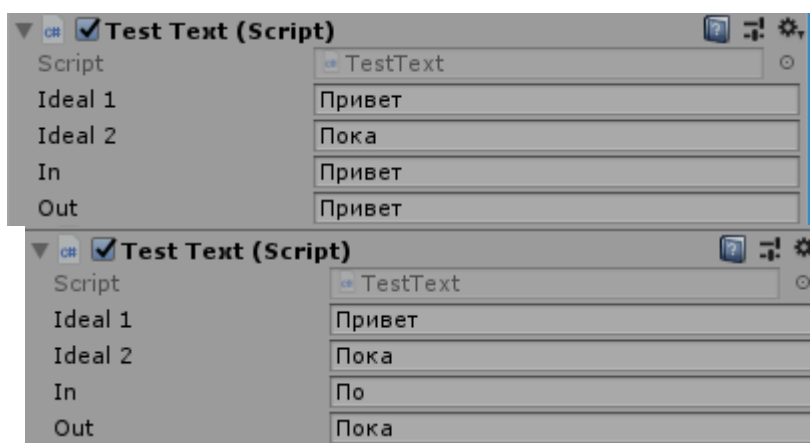 Test Text (Script)
Script TestText
Ideal 1 Привет
Ideal 2 Пока
In Привет
Out Привет
Test Text (Script)
Script TestText
Ideal 1 Привет
Ideal 2 Пока
In По
Out Пока